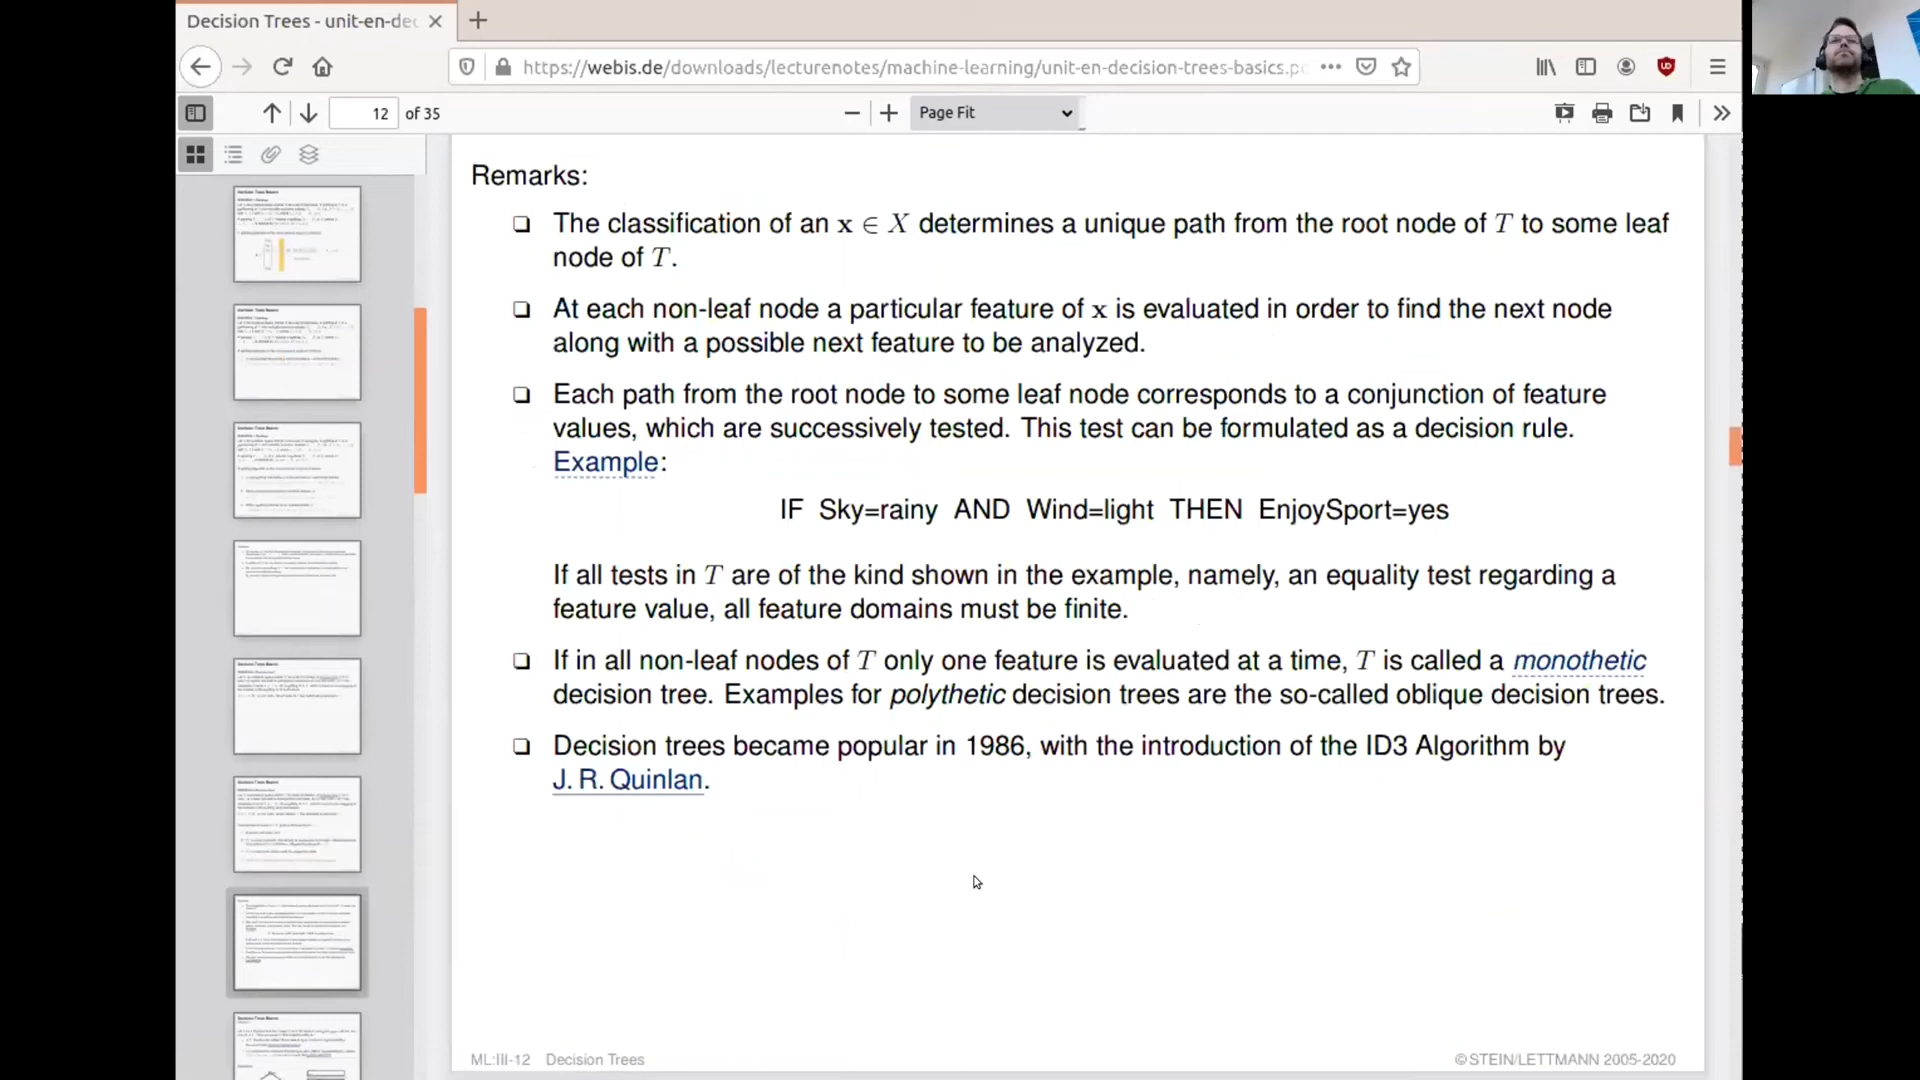 Decision Trees - unit-en-dec
https://webis.de/downloads/lecturenotes/machine-learning/unit-en-decision-trees-basics.pd
12 of 35
Page Fit
Remarks:
❏ The classification of an x ∈ X determines a unique path from the root node of T to some leaf
node of T.
❏ At each non-leaf node a particular feature of x is evaluated in order to find the next node
along with a possible next feature to be analyzed.
❏ Each path from the root node to some leaf node corresponds to a conjunction of feature
values, which are successively tested. This test can be formulated as a decision rule.
Example:
IF Sky=rainy AND Wind=light THEN EnjoySport=yes
If all tests in T are of the kind shown in the example, namely, an equality test regarding a
feature value, all feature domains must be finite.
❏ If in all non-leaf nodes of T only one feature is evaluated at a time, T is called a monothetic
decision tree. Examples for polythetic decision trees are the so-called oblique decision trees.
❏ Decision trees became popular in 1986, with the introduction of the ID3 Algorithm by
J. R. Quinlan.
ML:III-12 Decision Trees
© STEIN/LETTMANN 2005-2020